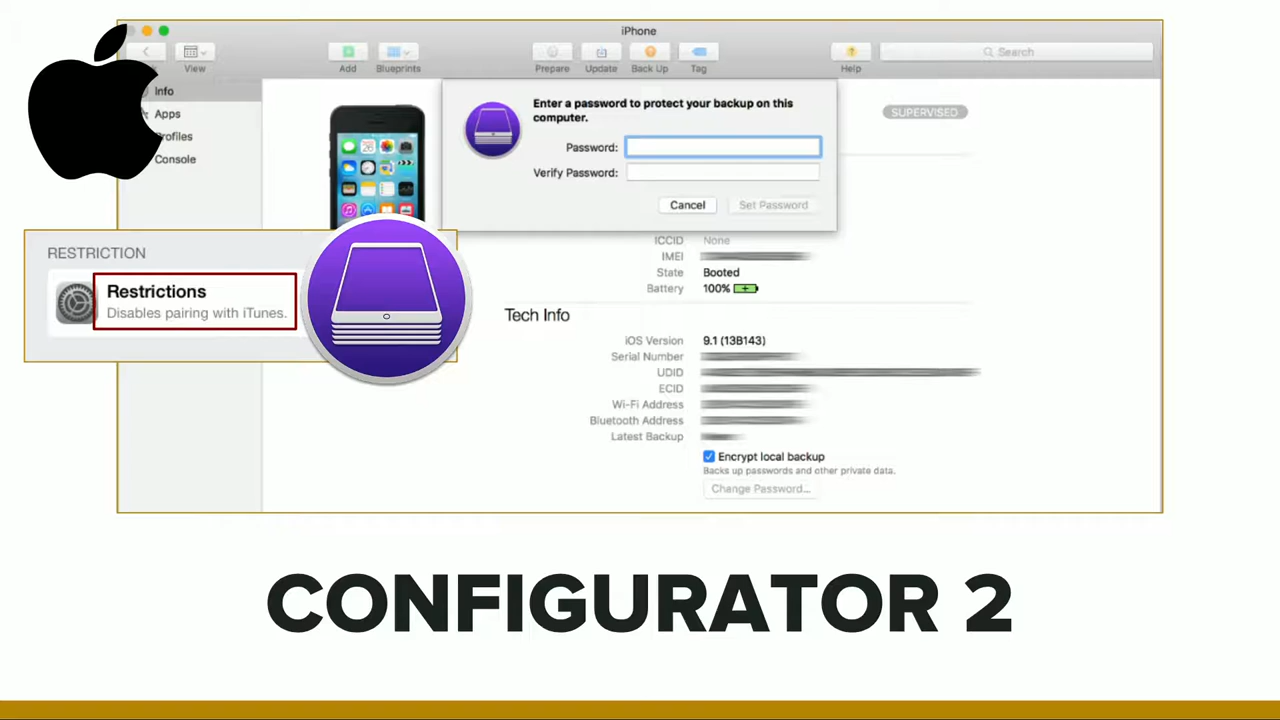 iPhone
View
Add
Blueprints
Prepare
Update
Back Up
Tag
Help
Search
Info
Apps
Profiles
Console
Enter a password to protect your backup on this
computer.
Password:
Verify Password:
Cancel
Set Password
SUPERVISED
ICCID None
IMEI
State Booted
Battery 100%
RESTRICTION
Restrictions
Disables pairing with iTunes.
Tech Info
iOS Version 9.1 (13B143)
Serial Number
UDID
ECID
Wi-Fi Address
Bluetooth Address
Latest Backup
Encrypt local backup
Backs up passwords and other private data.
Change Password...
CONFIGURATOR 2